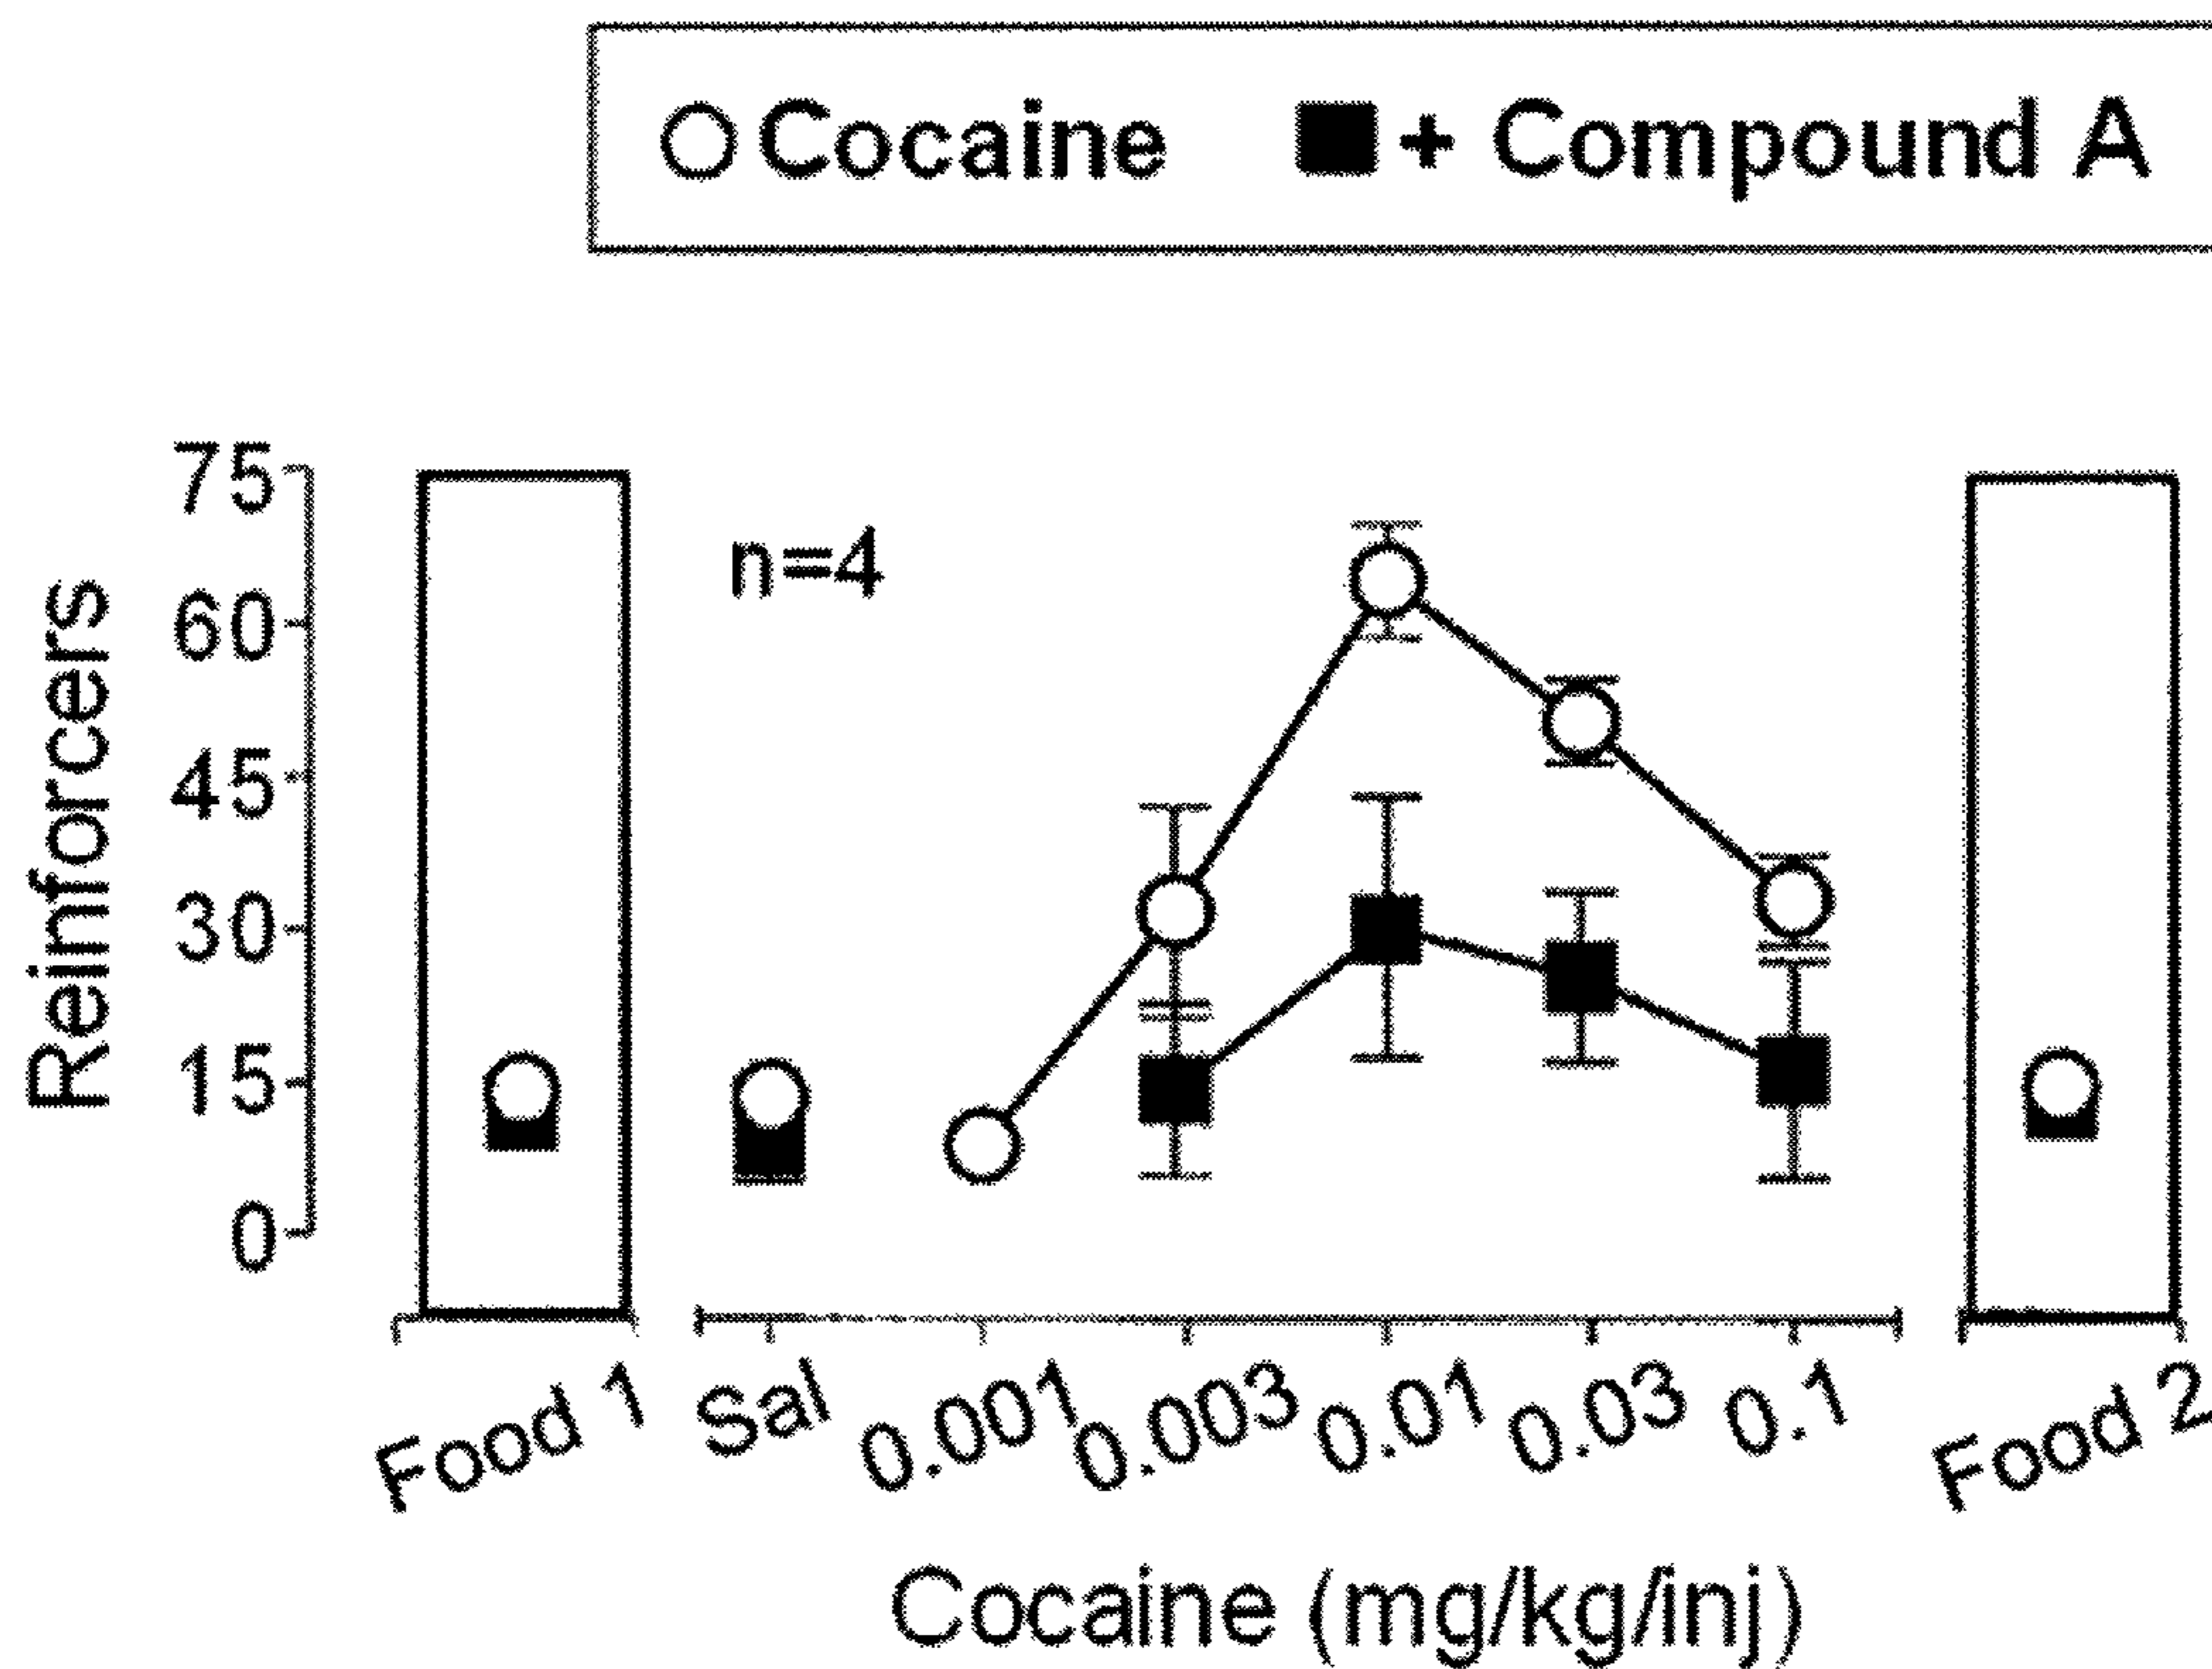 Cocaine + Compound A
75
60
45
30
15
0
Reinforcers
n=4
Food 1 Sal 0.001 0.003 0.01 0.03 0.1 Food 2
Cocaine (mg/kg/inj)